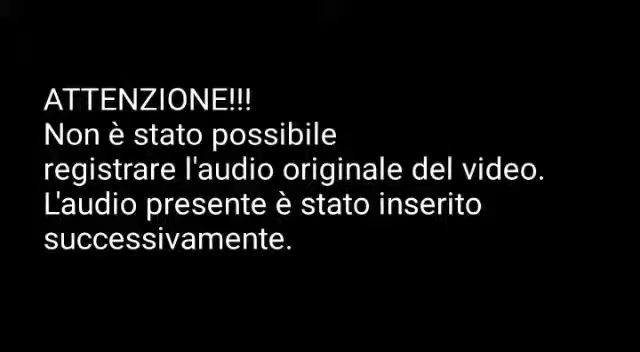 ATTENZIONE!!!
Non è stato possibile
registrare l'audio originale del video.
L'audio presente è stato inserito
successivamente.